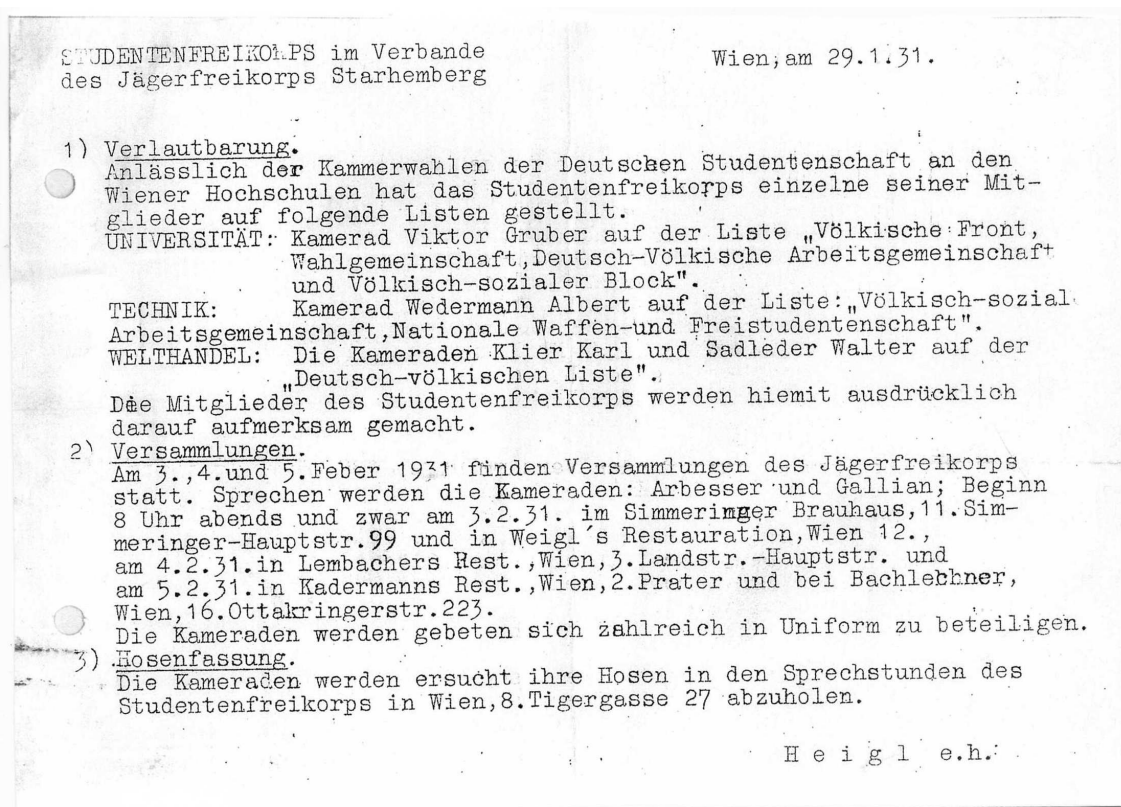 STUDENTENFREIKORPS im Verbande
des Jägerfreikorps Starhemberg
Wien, am 29.1.31.
1) Verlautbarung.
Anlässlich der Kammerwahlen der Deutschen Studentenschaft an den
Wiener Hochschulen hat das Studentenfreikorps einzelne seiner Mit-
glieder auf folgende Listen gestellt.
UNIVERSITÄT: Kamerad Viktor Gruber auf der Liste „Völkische Front,
Wahlgemeinschaft,Deutsch-Völkische Arbeitsgemeinschaft
und Völkisch-sozialer Block".
TECHNIK: Kamerad Wedermann Albert auf der Liste:„Völkisch-sozial
Arbeitsgemeinschaft,Nationale Waffen-und Freistudentenschaft".
WELTHANDEL: Die Kameraden Klier Karl und Sadleder Walter auf der
„Deutsch-völkischen Liste".
Die Mitglieder des Studentenfreikorps werden hiemit ausdrücklich
darauf aufmerksam gemacht.
2) Versammlungen.
Am 3.,4.und 5.Feber 1931 finden Versammlungen des Jägerfreikorps
statt. Sprechen werden die Kameraden: Arbesser und Gallian; Beginn
8 Uhr abends und zwar am 3.2.31. im Simmeringer Brauhaus,11.Sim-
meringer-Hauptstr.99 und in Weigl's Restauration,Wien 12.,
am 4.2.31.in Lembachers Rest.,Wien,3.Landstr.-Hauptstr. und
am 5.2.31.in Kadermanns Rest.,Wien,2.Prater und bei Bachlehner,
Wien,16.Ottakringerstr.223.
Die Kameraden werden gebeten sich zahlreich in Uniform zu beteiligen.
3) Hosenfassung.
Die Kameraden werden ersucht ihre Hosen in den Sprechstunden des
Studentenfreikorps in Wien,8.Tigergasse 27 abzuholen.
H e i g l e.h.